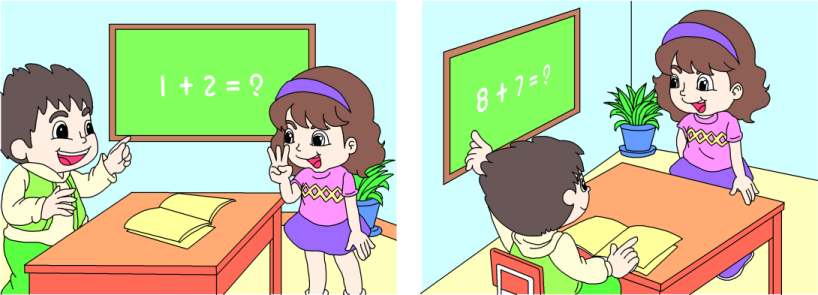 1 + 2 = ?
8 + 7 = ?